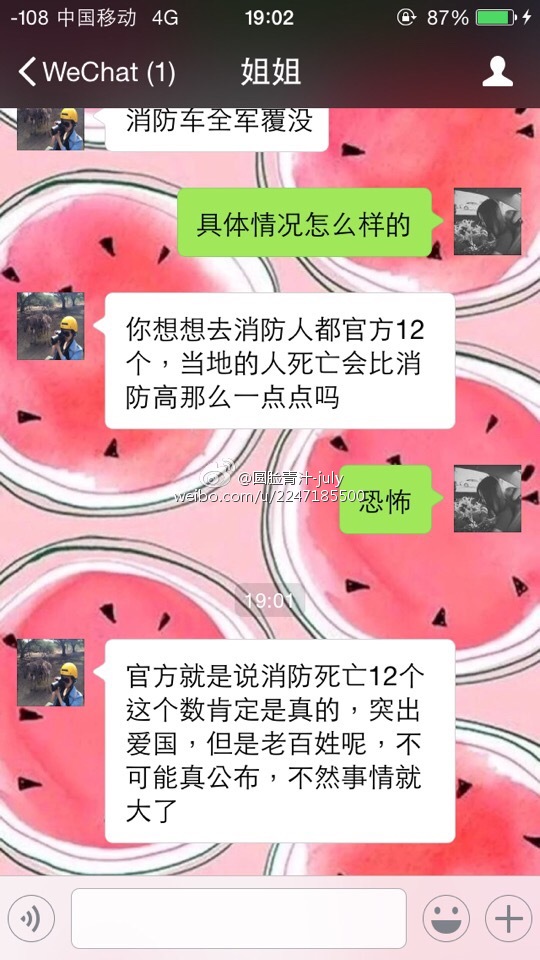 -108 中国移动 4G 19:02 87%
WeChat (1) 姐姐
消防车全军覆没
具体情况怎么样的
你想想去消防人都官方12
个，当地的人死亡会比消
防高那么一点点吗
@圆脸青汁-july
weibo.com/u/2247185500
恐怖
19:01
官方就是说消防死亡12个
这个数肯定是真的，突出
爱国，但是老百姓呢，不
可能真公布，不然事情就
大了